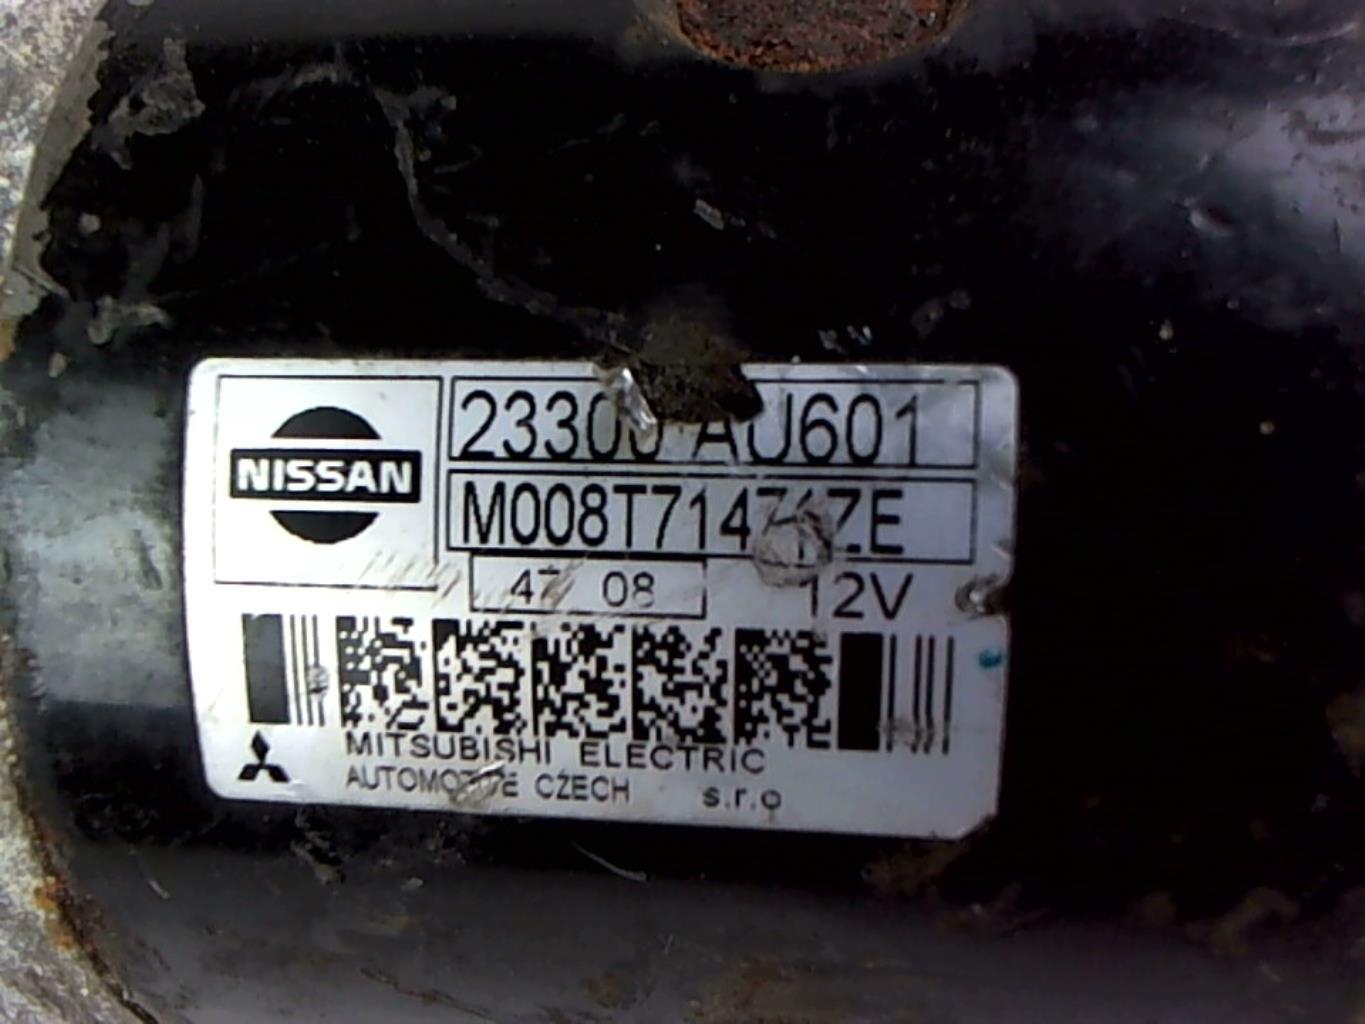 NISSAN
23300 AU601
M008T71471ZE
47 08 12V
MITSUBISHI ELECTRIC
AUTOMOTIVE CZECH s.r.o